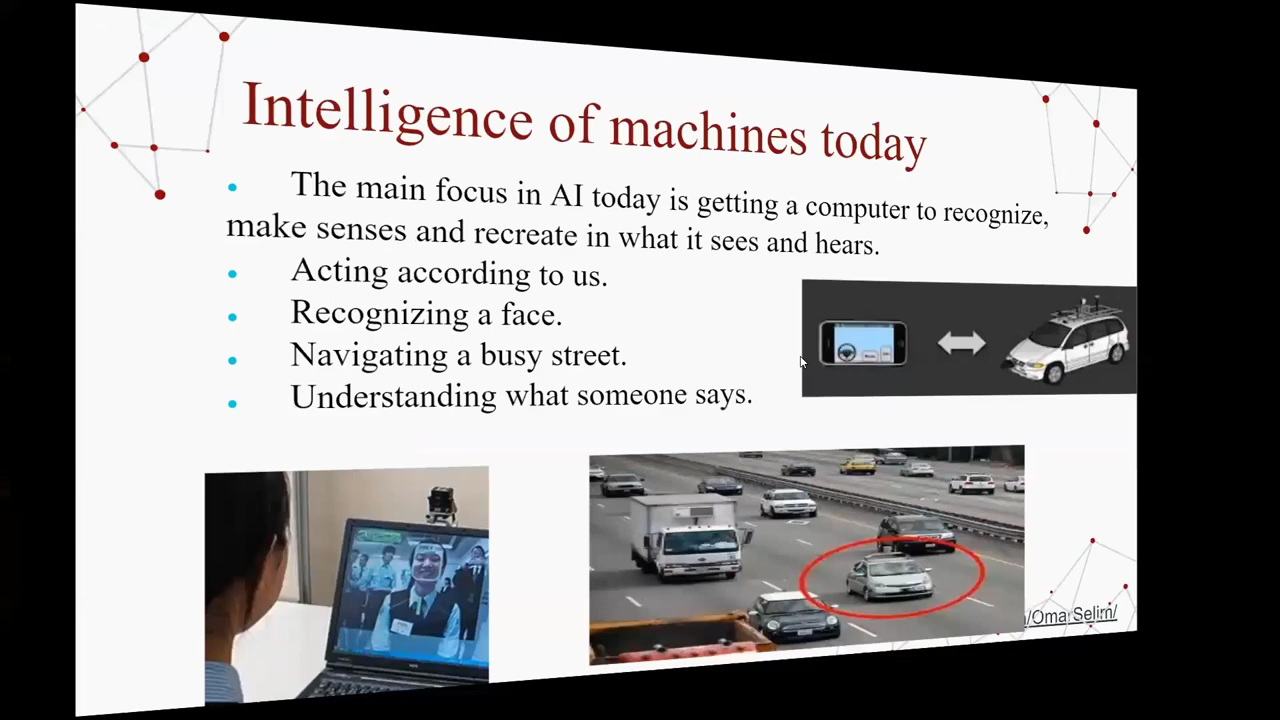 Intelligence of machines today
• The main focus in AI today is getting a computer to recognize,
make senses and recreate in what it sees and hears.
• Acting according to us.
• Recognizing a face.
• Navigating a busy street.
• Understanding what someone says.
/OmarSelim/